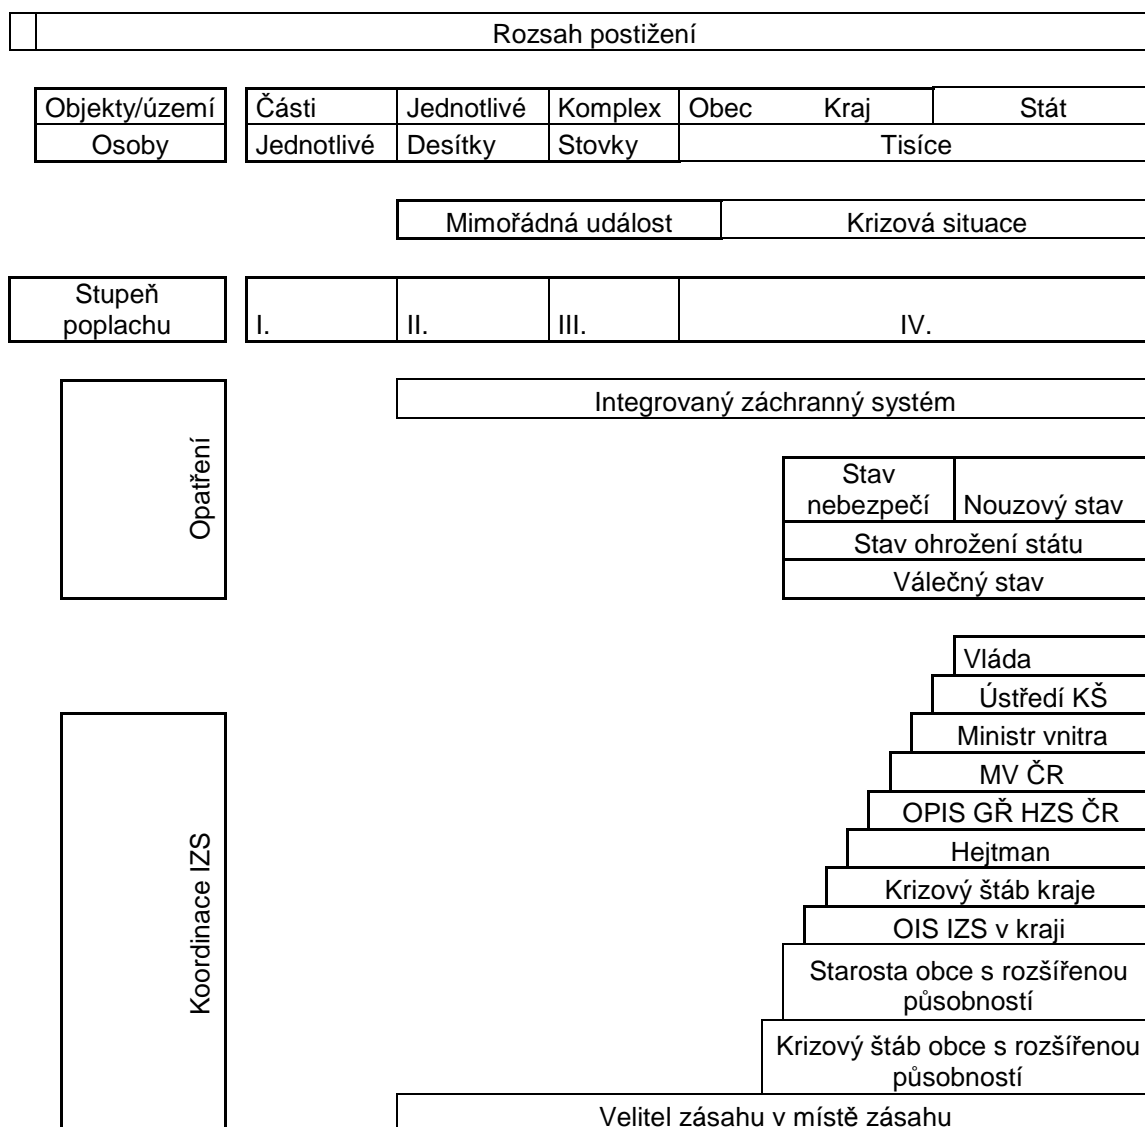 Rozsah postižení
Objekty/území Části Jednotlivé Komplex Obec Kraj Stát
Osoby Jednotlivé Desítky Stovky Tisíce
Mimořádná událost Krizová situace
Stupeň
poplachu I. II. III. IV.
Opatření
Integrovaný záchranný systém
Stav
nebezpečí Nouzový stav
Stav ohrožení státu
Válečný stav
Koordinace IZS
Vláda
Ústředí KŠ
Ministr vnitra
MV ČR
OPIS GŘ HZS ČR
Hejtman
Krizový štáb kraje
OIS IZS v kraji
Starosta obce s rozšířenou
působností
Krizový štáb obce s rozšířenou
působností
Velitel zásahu v místě zásahu